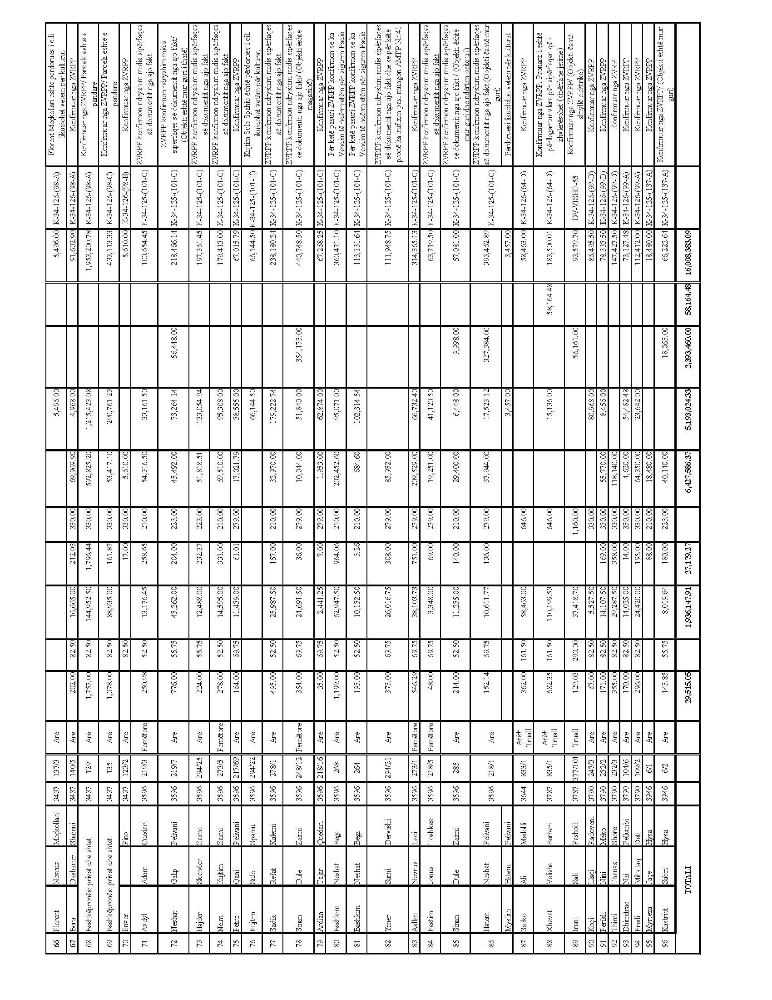 66 Florent Nevruz Meçkollari 3437 137/3 Arë 5,496.00 5,496.00 K-34-126-(98-A) Florent Meçkollari eshte perdorues i cili
likuidohet vetem per kulturat
67 Bora Dashamir Shahini 3437 140/5 Arë 202.00 82.50 16,665.00 212.03 330.00 69,969.90 4,968.00 91,602.90 K-34-126-(98-A) Konfirmuar nga ZVRPP
68 Bashkëpronësi privat dhe shtet 3437 129 Arë 1,757.00 82.50 144,952.50 1,796.44 330.00 592,825.20 1,215,423.08 1,953,200.78 K-34-126-(98-A) Konfirmuar nga ZVRPP/ Parcela eshte e
pandare
69 Bashkëpronësi privat dhe shtet 3437 135 Arë 1,078.00 82.50 88,935.00 161.87 330.00 53,417.10 290,761.23 433,113.33 K-34-126-(98-C) Konfirmuar nga ZVRPP/ Parcela eshte e
pandare
70 Enver Pino 3437 123/2 Arë 82.50 17.00 330.00 5,610.00 5,610.00 K-34-126-(98-B) Konfirmuar nga ZVRPP
71 Avdyl Adem Cuedari 3596 219/3 Pemëtore 250.98 52.50 13,176.45 258.65 210.00 54,316.50 33,161.50 100,654.45 K-34-125-(101-C) ZVRPP konfirmon ndryshim midis sipërfaqes
së dokumentit nga ajo fakt
72 Neshat Galip Pelivani 3596 219/7 Arë 776.00 55.75 43,262.00 204.00 223.00 45,492.00 73,264.14 56,448.00 218,466.14 K-34-125-(101-C) ZVRPP konfirmon ndryshim midis
sipërfaqes së dokumentit nga ajo fakt/
(Objekti është mur guri i thatë)
73 Hajder Skender Zaimi 3596 294/25 Arë 224.00 55.75 12,488.00 232.37 223.00 51,818.51 133,054.94 197,361.45 K-34-125-(101-C) ZVRPP konfirmon ndryshim midis sipërfaqes
së dokumentit nga ajo fakt
74 Neim Kujtim Zaimi 3596 273/5 Pemëtore 278.00 52.50 14,595.00 331.00 210.00 69,510.00 95,308.00 179,413.00 K-34-125-(101-C) ZVRPP konfirmon ndryshim midis sipërfaqes
së dokumentit nga ajo fakt
75 Petrit Qani Pelivani 3596 217/69 Arë 164.00 69.75 11,439.00 61.01 279.00 17,021.79 38,555.00 67,015.79 K-34-125-(101-C) Konfirmuar nga ZVRPP
76 Kujtim Sulo Spahiu 3596 294/22 Arë 66,144.50 66,144.50 K-34-125-(101-C) Kujtim Sulo Spahiu është përdorues i cili
likuidohet vetëm për kulturat
77 Sadik Refat Kalemi 3596 278/1 Arë 495.00 52.50 25,987.50 157.00 210.00 32,970.00 179,222.74 238,180.24 K-34-125-(101-C) ZVRPP konfirmon ndryshim midis sipërfaqes
së dokumentit nga ajo fakt
78 Sinan Dule Zaimi 3596 248/12 Pemëtore 354.00 69.75 24,691.50 36.00 279.00 10,044.00 51,840.00 354,173.00 440,748.50 K-34-125-(101-C) ZVRPP konfirmon ndryshim midis sipërfaqes
së dokumentit nga ajo fakt/ (Objekti është
magazinë)
79 Ardian Tajar Çuedari 3596 218/16 Arë 35.00 69.75 2,441.25 7.00 279.00 1,953.00 62,874.00 67,268.25 K-34-125-(101-C) Konfirmuar nga ZVRPP
80 Bashkim Neshat Bega 3596 268 Arë 1,199.00 52.50 62,947.50 964.06 210.00 202,452.60 95,071.00 360,471.10 K-34-125-(101-C) Për këtë pasuri ZVRPP konfirmon se ka
Vendim të ndërmjetëm për sigurim Padie
81 Bashkim Neshat Bega 3596 264 Arë 193.00 52.50 10,132.50 3.26 210.00 684.60 102,314.54 113,131.64 K-34-125-(101-C) Për këtë pasuri ZVRPP konfirmon se ka
Vendim të ndërmjetëm për sigurim Padie
82 Ymer Sami Dervishi 3596 294/21 Arë 373.00 69.75 26,016.75 308.00 279.00 85,932.00 111,948.75 K-34-125-(101-C) ZVRPP konfirmon ndryshim midis sipërfaqes
së dokumentit nga ajo fakt dhe se për këtë
pronë ka kufizim pasi mungon AMTP Nr.41
83 Asllan Novrus Laci 3596 273/1 Pemëtore 546.29 69.75 38,103.73 751.00 279.00 209,529.00 66,732.40 314,365.13 K-34-125-(101-C) Konfirmuar nga ZVRPP
84 Festim Jonus Toshkezi 3596 218/5 Pemëtore 48.00 69.75 3,348.00 69.00 279.00 19,251.00 41,120.50 63,719.50 K-34-125-(101-C) ZVRPP konfirmon ndryshim midis sipërfaqes
së dokumentit nga ajo fakt
85 Sinan Dule Zaimi 3596 285 Arë 214.00 52.50 11,235.00 140.00 210.00 29,400.00 6,448.00 9,998.00 57,081.00 K-34-125-(101-C) ZVRPP konfirmon ndryshim midis sipërfaqes
së dokumentit nga ajo fakt / (Objekti është
mur guri dhe ndërtim prite uji)
86 Hatem Neshat Pelivani 3596 218/1 Arë 152.14 69.75 10,611.77 136.00 279.00 37,944.00 17,523.12 327,384.00 393,462.89 K-34-125-(101-C) ZVRPP konfirmon ndryshim midis sipërfaqes
së dokumentit nga ajo fakt (Objekti është mur
guri)
Myslim Hatem Pelivani 3,457.00 3,457.00 Përdoruesi likuidohet vetem për kulturat
87 Saliko Ali Medolli 3644 833/1 Arë+
Truall 362.00 161.50 58,463.00 646.00 58,463.00 K-34-126-(64-D) Konfirmuar nga ZVRPP
88 Xhevat Velisha Berberi 3787 835/1 Arë+
Truall 682.35 161.50 110,199.53 646.00 15,136.00 58,164.48 183,500.01 K-34-126-(64-D) Konfirmuar nga ZVRPP. Pronarit i është
përllogaritur vlera për sipërfaqen që i
zhvlerësohet (sipërfaqe jetime)
89 Irani Sali Pasholli 3787 377/101 Truall 129.03 290.00 37,418.70 1,160.00 56,161.00 93,579.70 DV-VISHO-55 Konfirmuar nga ZVRPP/ (Objekti është
shtyllë elektrike)
90 Koçi Llaqi Radoveni 3790 247/3 Arë 67.00 82.50 5,527.50 330.00 80,968.00 86,495.50 K-34-126-(99-D) Konfirmuar nga ZVRPP
91 Perikli Nini Meko 3790 232/2 Arë 171.00 82.50 14,107.50 169.00 330.00 55,770.00 8,456.00 78,333.50 K-34-126-(99-D) Konfirmuar nga ZVRPP
92 Thimi Thanas Shore 3790 232/3 Arë 355.00 82.50 29,287.50 358.00 330.00 118,140.00 147,427.50 K-34-126-(99-D) Konfirmuar nga ZVRP
93 Dhimitraq Nai Pëllumbi 3790 104/6 Arë 170.00 82.50 14,025.00 14.00 330.00 4,620.00 54,482.48 73,127.48 K-34-126-(99-A) Konfirmuar nga ZVRPP
94 Fredi Mihallaq Deti 3790 109/2 Arë 296.00 82.50 24,420.00 195.00 330.00 64,350.00 23,642.00 112,412.00 K-34-126-(99-A) Konfirmuar nga ZVRPP
95 Myrteza Jaçe Hysa 3946 6/1 Arë 88.00 210.00 18,480.00 18,480.00 K-34-125-(137-A) Konfirmuar nga ZVRPP
96 Kastriot Sabri Hysa 3946 6/2 Arë 143.85 55.75 8,019.64 180.00 223.00 40,140.00 18,063.00 66,222.64 K-34-125-(137-A) Konfirmuar nga ZVRPP/ (Objekti është mur
guri)
TOTALI 29,515.05 1,936,147.91 27,179.27 6,427,586.37 5,193,024.33 2,393,460.00 58,164.48 16,008,383.09